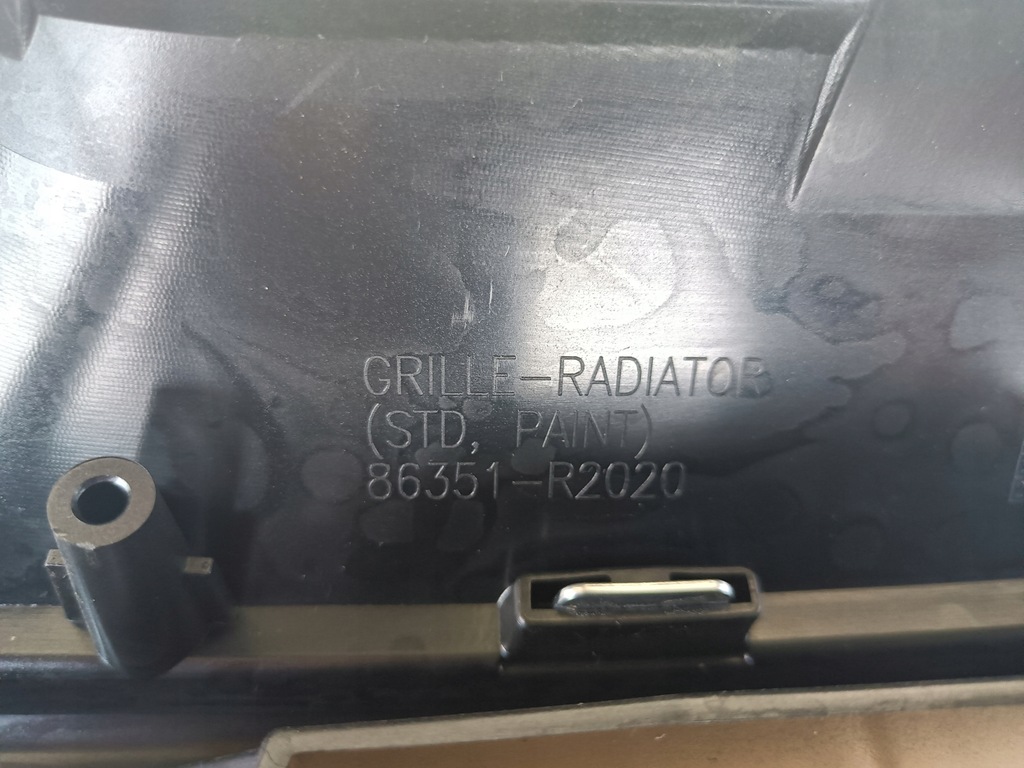 GRILLE-RADIATOR
(STD, PAINT)
86351-R2020